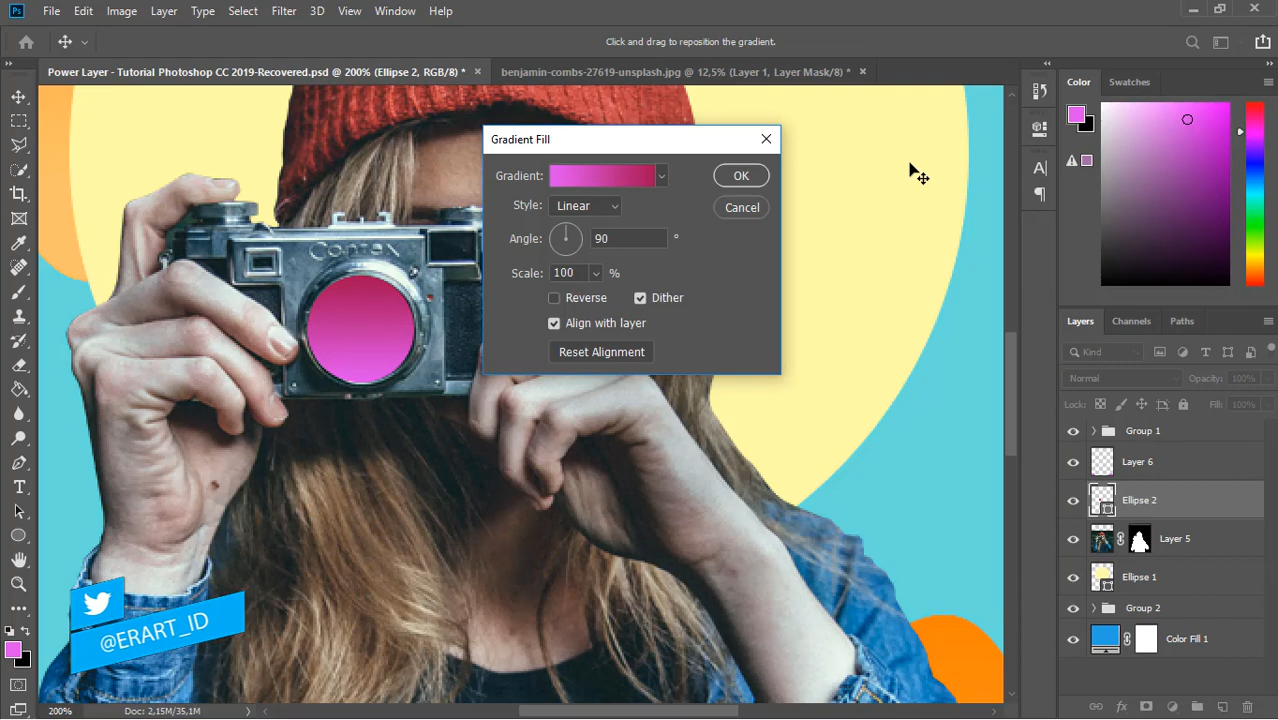 Ps File Edit Image Layer Type Select Filter 3D View Window Help
Click and drag to reposition the gradient.
Power Layer - Tutorial Photoshop CC 2019-Recovered.psd @ 200% (Ellipse 2, RGB/8) *
benjamin-combs-27619-unsplash.jpg @ 12,5% (Layer 1, Layer Mask/8) *
Color Swatches
Gradient Fill
Gradient:
OK
Style: Linear
Cancel
Angle: 90 °
Scale: 100 %
Reverse Dither
Align with layer
Reset Alignment
Contax
Layers Channels Paths
Kind
Normal Opacity: 100%
Lock: Fill: 100%
Group 1
Layer 6
Ellipse 2
Layer 5
Ellipse 1
Group 2
Color Fill 1
@ERART_ID
200% Doc: 2,15M/35,1M